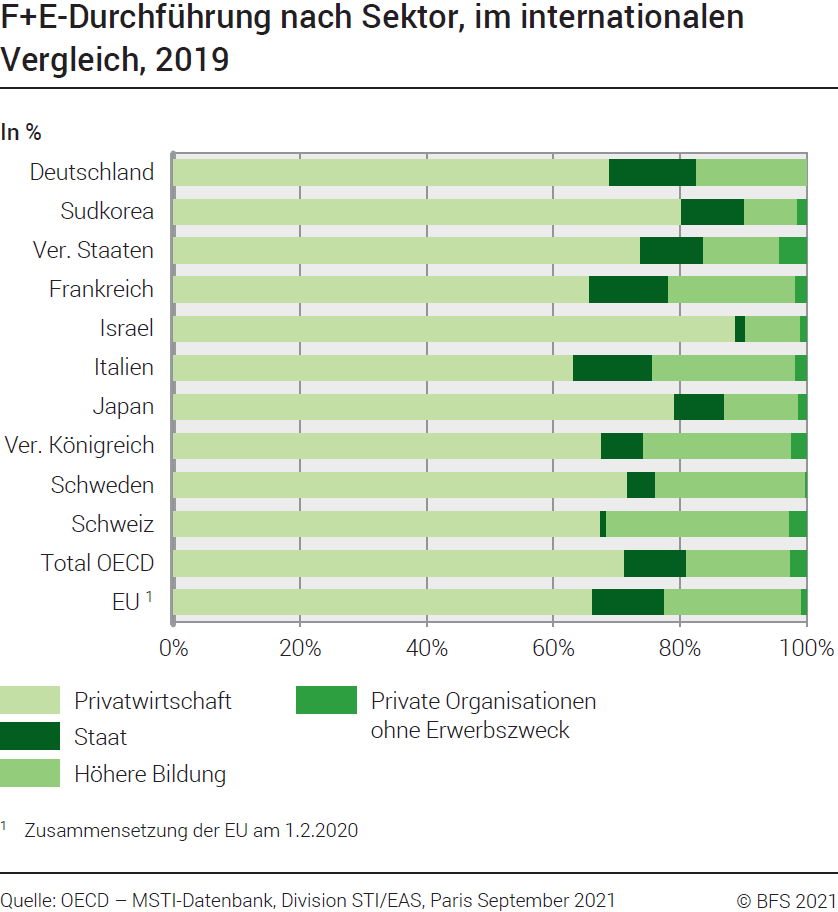 F+E-Durchführung nach Sektor, im internationalen
Vergleich, 2019
In %
Deutschland
Sudkorea
Ver. Staaten
Frankreich
Israel
Italien
Japan
Ver. Königreich
Schweden
Schweiz
Total OECD
EU ¹
0% 20% 40% 60% 80% 100%
Privatwirtschaft
Staat
Höhere Bildung
Private Organisationen
ohne Erwerbszweck
¹ Zusammensetzung der EU am 1.2.2020
Quelle: OECD – MSTI-Datenbank, Division STI/EAS, Paris September 2021 © BFS 2021